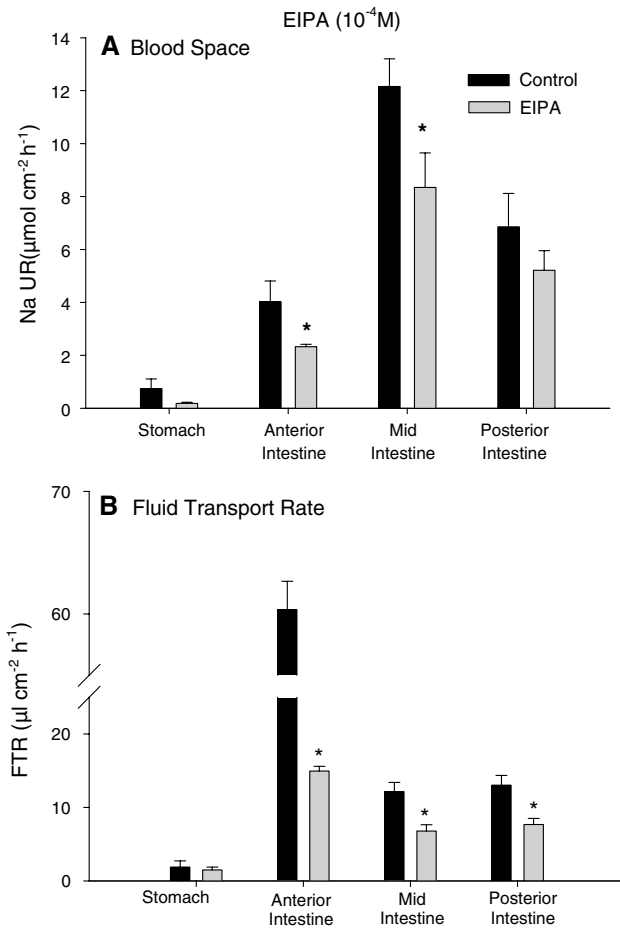 EIPA (10⁻⁴M)
A Blood Space
Control
EIPA
Na UR(µmol cm⁻² h⁻¹)
14
12
10
8
6
4
2
0
*
*
Stomach
Anterior
Intestine
Mid
Intestine
Posterior
Intestine
B Fluid Transport Rate
FTR (µl cm⁻² h⁻¹)
70
60
20
10
0
*
*
*
Stomach
Anterior
Intestine
Mid
Intestine
Posterior
Intestine